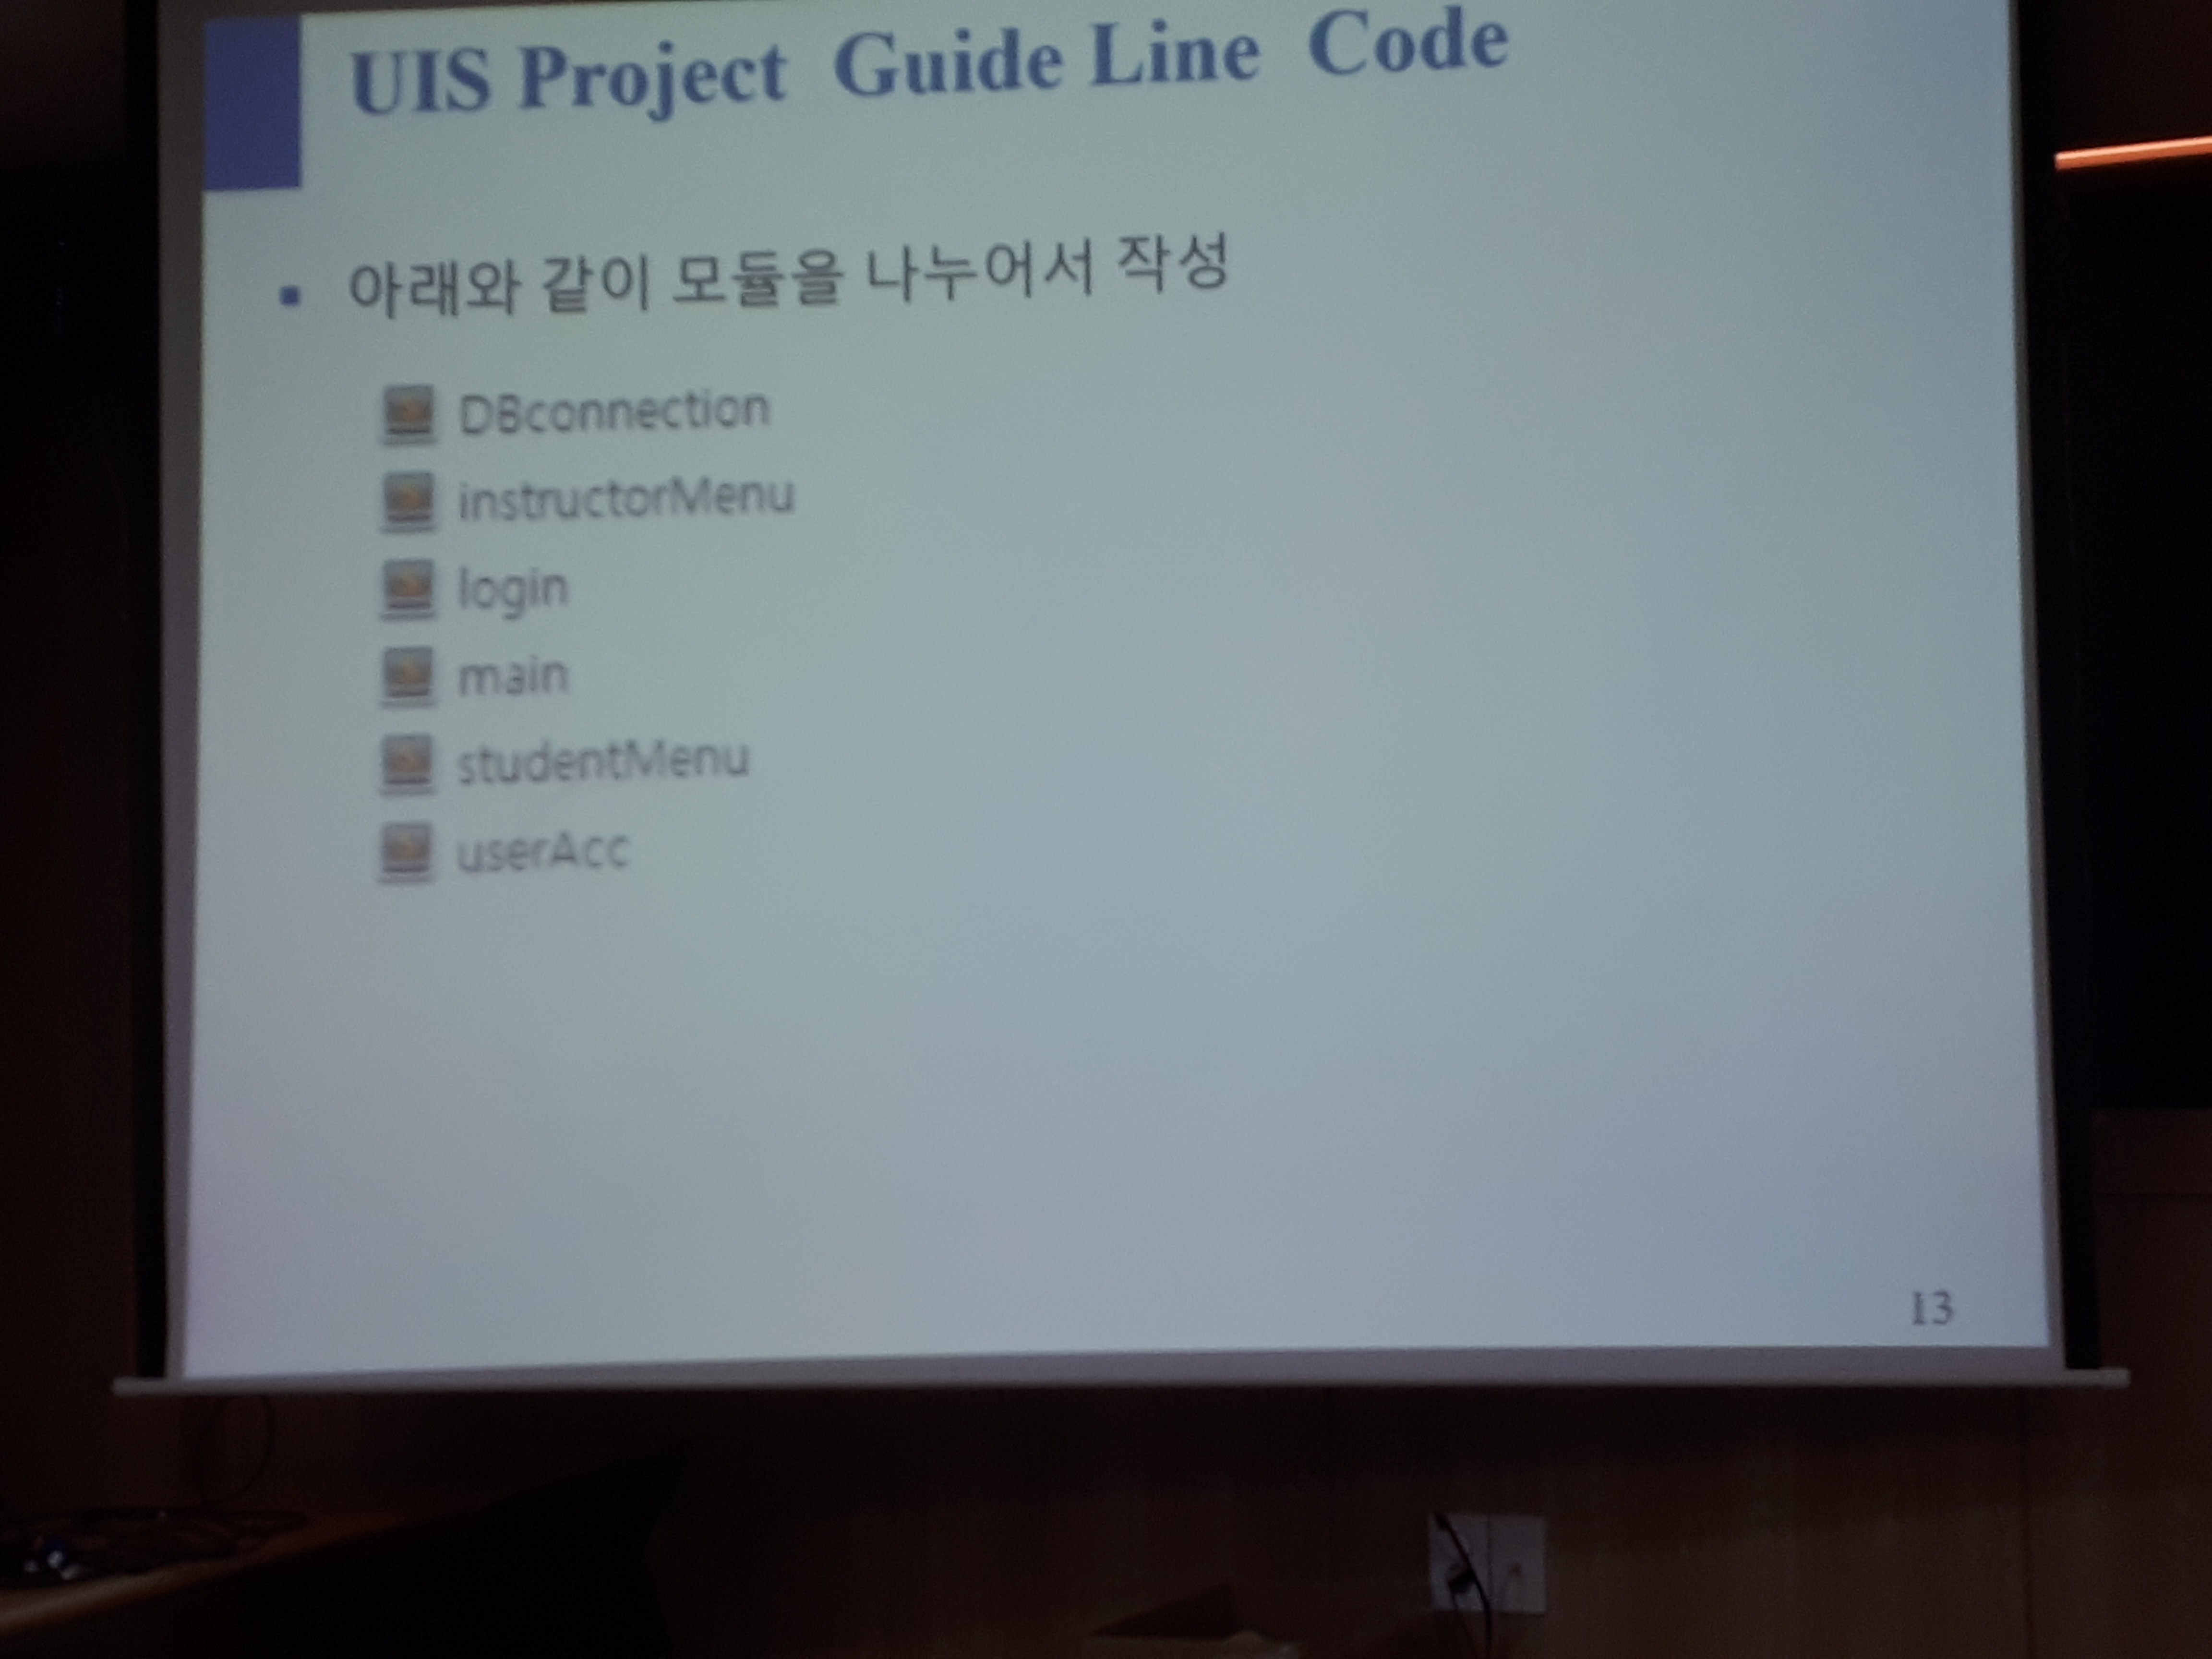 UIS Project Guide Line Code
아래와 같이 모듈을 나누어서 작성
DBconnection
instructorMenu
login
main
studentMenu
userAcc
13